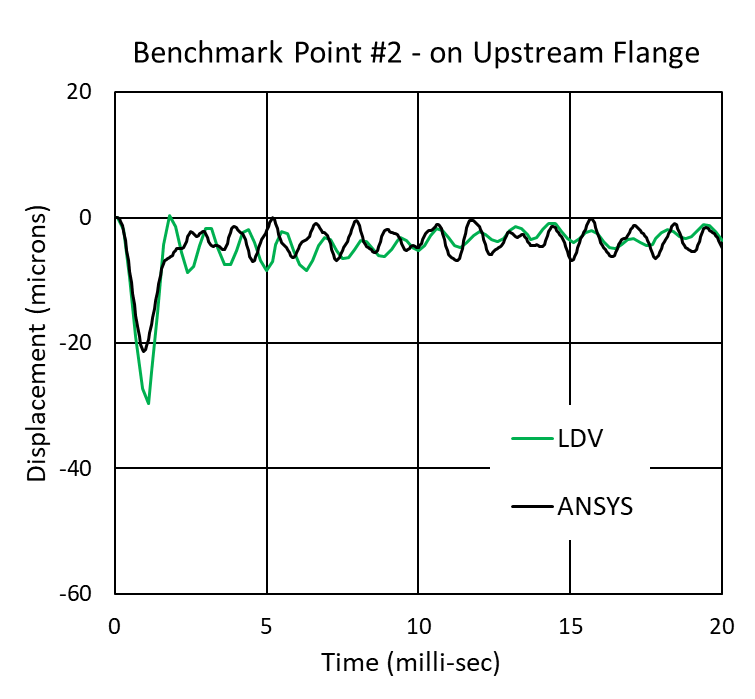 Benchmark Point #2 - on Upstream Flange
20
0
-20
-40
-60
Displacement (microns)
LDV
ANSYS
0 5 10 15 20
Time (milli-sec)